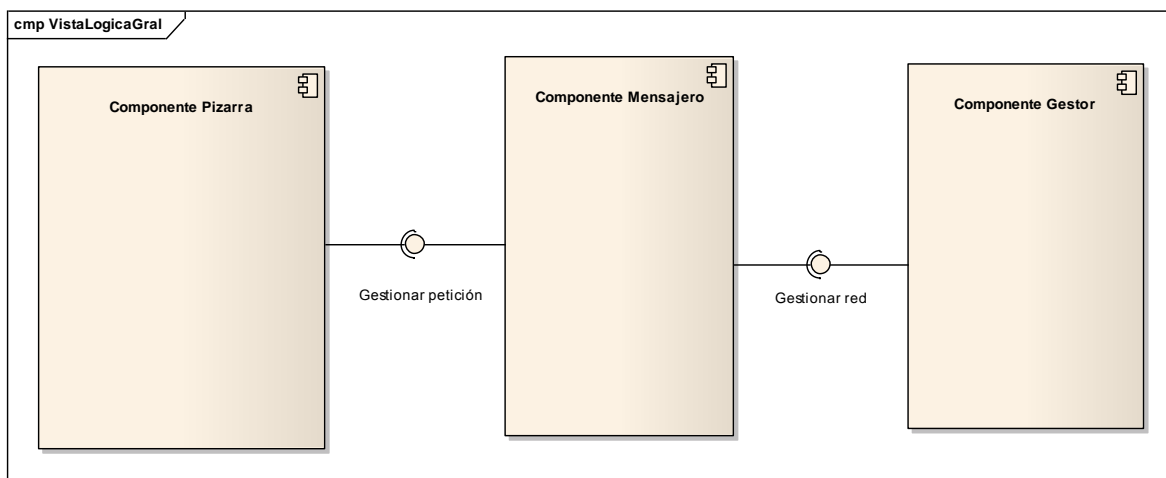 cmp VistaLogicaGral
Componente Pizarra
Componente Mensajero
Componente Gestor
Gestionar petición
Gestionar red